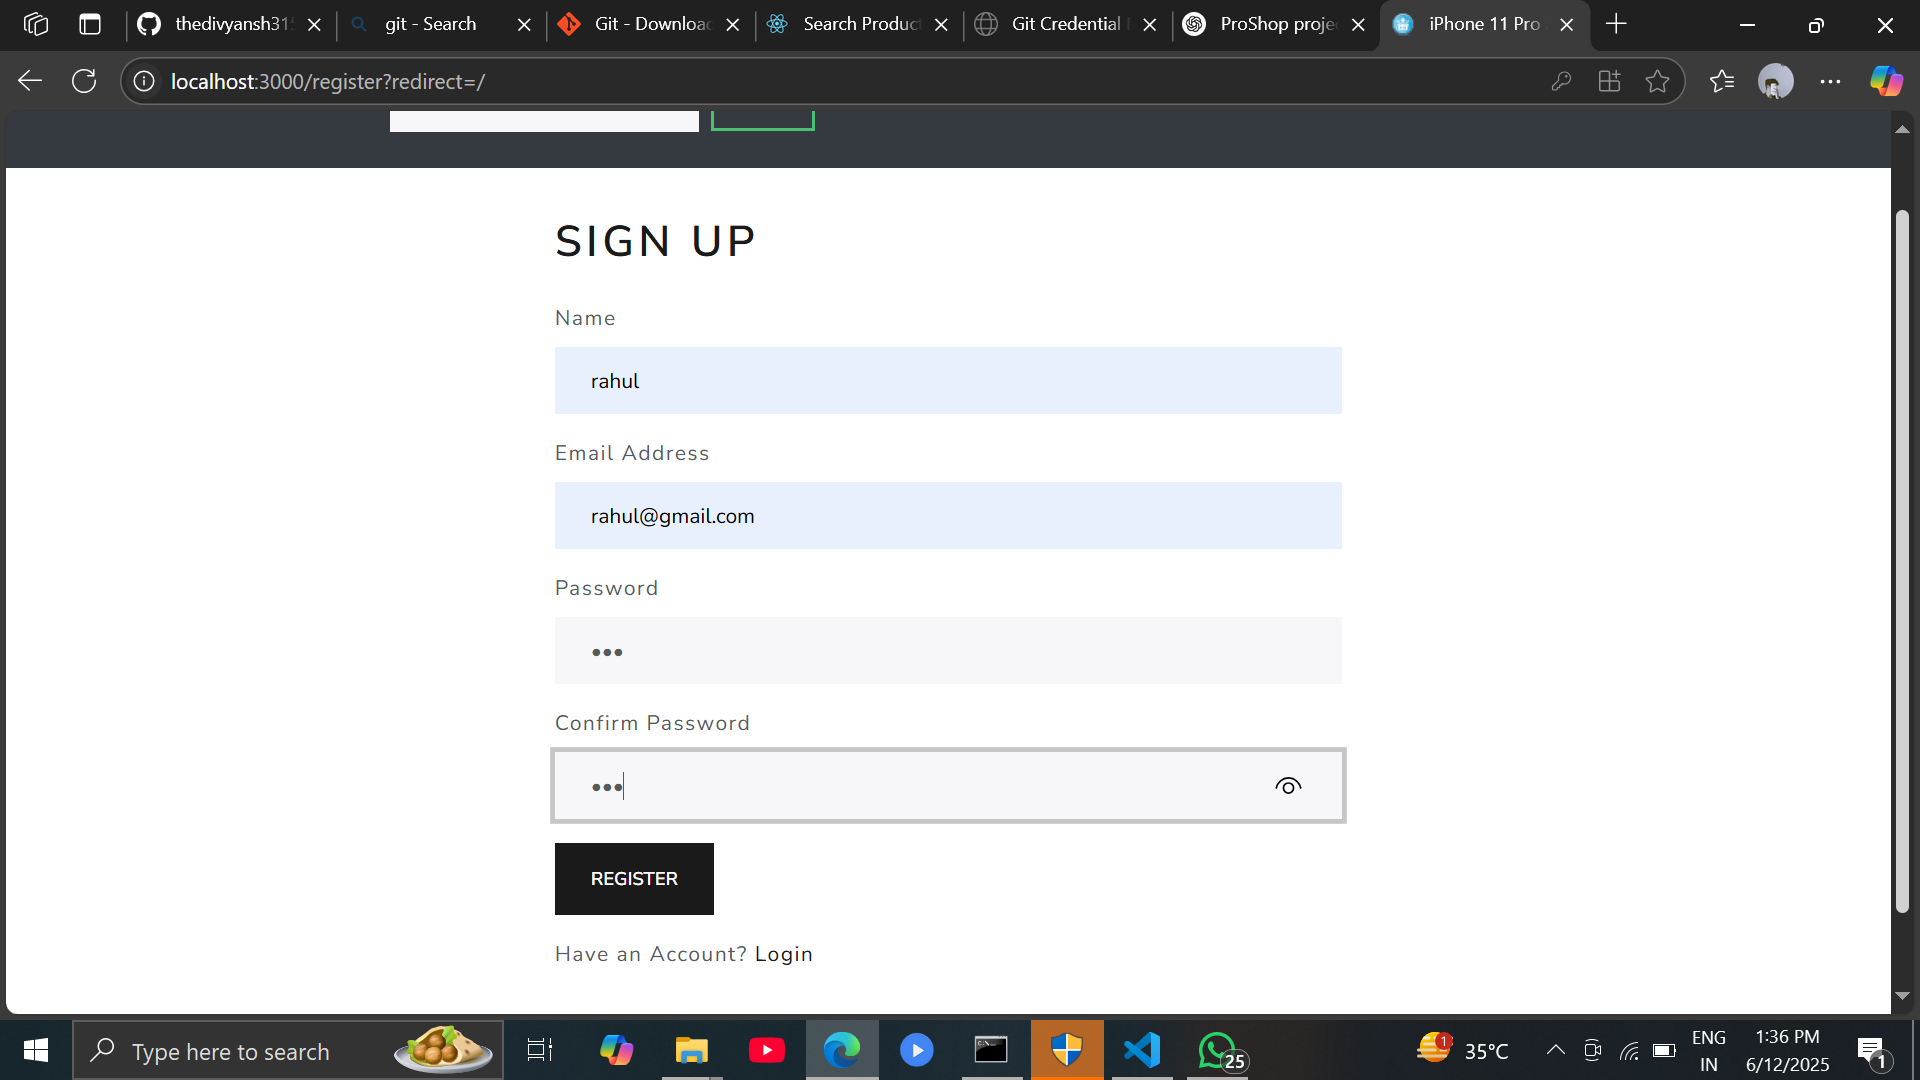 thedivyansh315
git - Search
Git - Download
Search Product
Git Credential
ProShop proje
iPhone 11 Pro
localhost:3000/register?redirect=/
SIGN UP
Name
rahul
Email Address
rahul@gmail.com
Password
•••
Confirm Password
•••
REGISTER
Have an Account? Login
Type here to search
1
35°C
ENG
IN
1:36 PM
6/12/2025
25
1